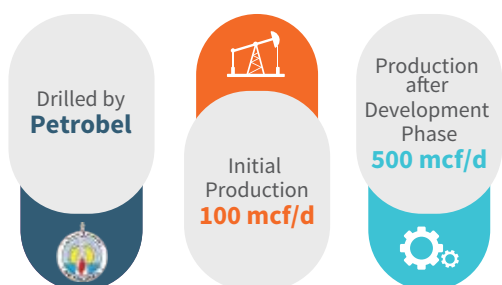 Drilled by
Petrobel
Initial
Production
100 mcf/d
Production
after
Development
Phase
500 mcf/d